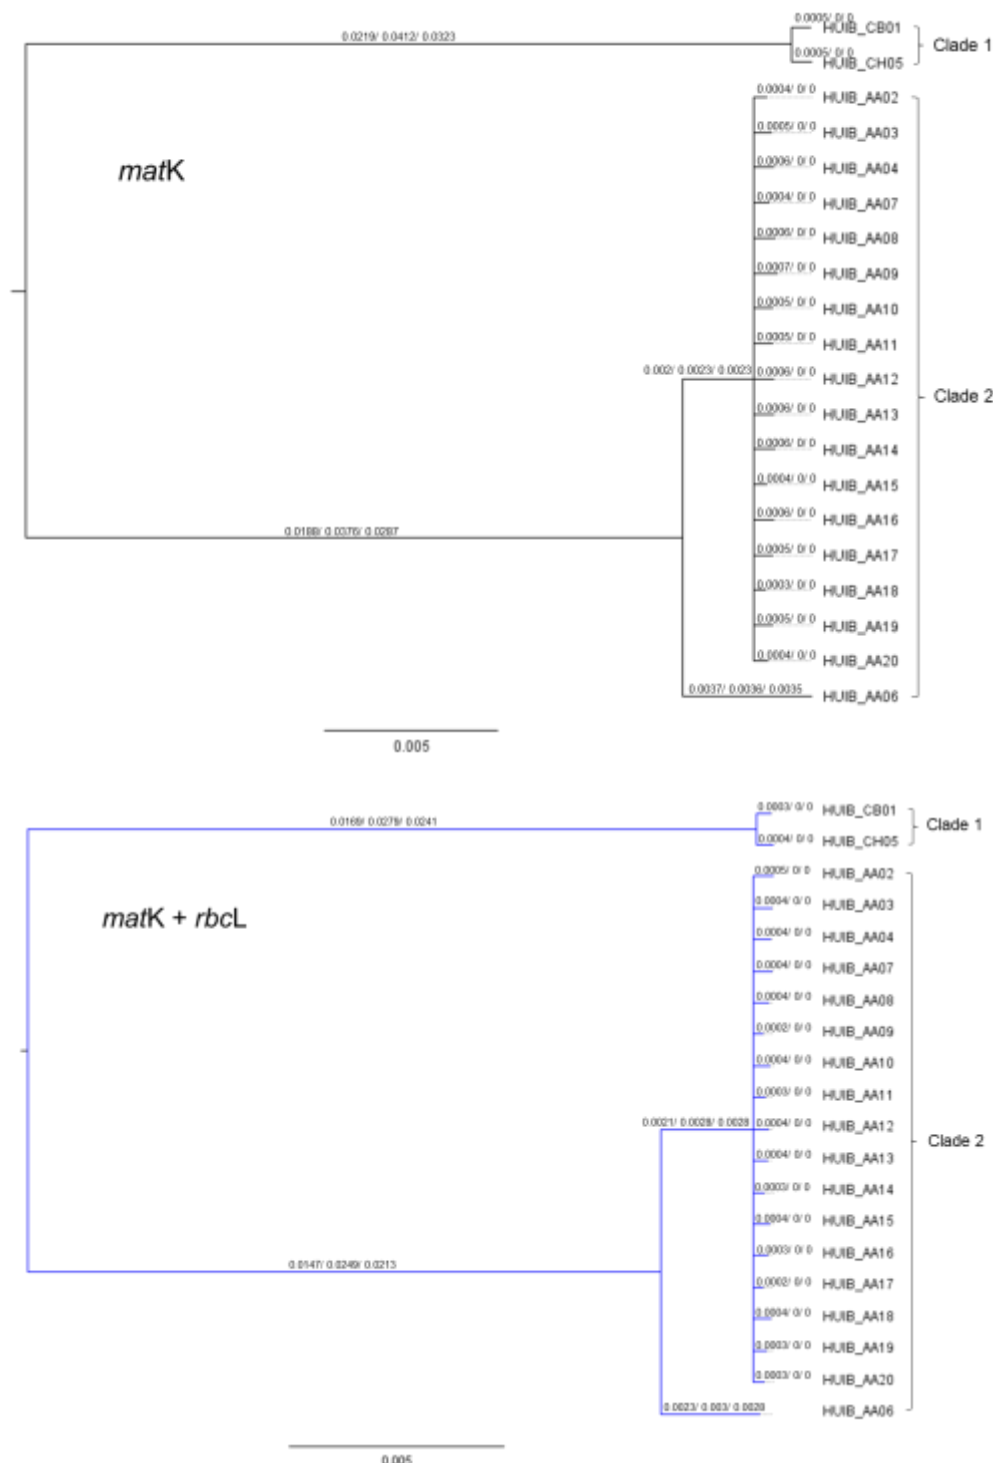 0.0005/ 0/ 0
HUIB_CB01
0.0219/ 0.0412/ 0.0323
Clade 1
0.0005/ 0/ 0
HUIB_CH05
0.0004/ 0/ 0 HUIB_AA02
0.0005/ 0/ 0 HUIB_AA03
matK
0.0006/ 0/ 0 HUIB_AA04
0.0004/ 0/ 0 HUIB_AA07
0.0006/ 0/ 0 HUIB_AA08
0.0007/ 0/ 0 HUIB_AA09
0.0005/ 0/ 0 HUIB_AA10
0.0005/ 0/ 0 HUIB_AA11
0.002/ 0.0023/ 0.0023 0.0006/ 0/ 0 HUIB_AA12
Clade 2
0.0006/ 0/ 0 HUIB_AA13
0.0006/ 0/ 0 HUIB_AA14
0.0004/ 0/ 0 HUIB_AA15
0.0006/ 0/ 0 HUIB_AA16
0.0188/ 0.0376/ 0.0287
0.0005/ 0/ 0 HUIB_AA17
0.0003/ 0/ 0 HUIB_AA18
0.0005/ 0/ 0 HUIB_AA19
0.0004/ 0/ 0 HUIB_AA20
0.0037/ 0.0036/ 0.0035 HUIB_AA06
0.005
0.0003/ 0/ 0 HUIB_CB01
0.0169/ 0.0279/ 0.0241
Clade 1
0.0004/ 0/ 0 HUIB_CH05
0.0005/ 0/ 0 HUIB_AA02
0.0004/ 0/ 0 HUIB_AA03
matK + rbcL
0.0004/ 0/ 0 HUIB_AA04
0.0004/ 0/ 0 HUIB_AA07
0.0004/ 0/ 0 HUIB_AA08
0.0002/ 0/ 0 HUIB_AA09
0.0004/ 0/ 0 HUIB_AA10
0.0003/ 0/ 0 HUIB_AA11
0.0021/ 0.0028/ 0.0028 0.0004/ 0/ 0 HUIB_AA12
Clade 2
0.0004/ 0/ 0 HUIB_AA13
0.0003/ 0/ 0 HUIB_AA14
0.0004/ 0/ 0 HUIB_AA15
0.0003/ 0/ 0 HUIB_AA16
0.0147/ 0.0249/ 0.0213
0.0002/ 0/ 0 HUIB_AA17
0.0004/ 0/ 0 HUIB_AA18
0.0003/ 0/ 0 HUIB_AA19
0.0003/ 0/ 0 HUIB_AA20
0.0023/ 0.003/ 0.0028 HUIB_AA06
0.005